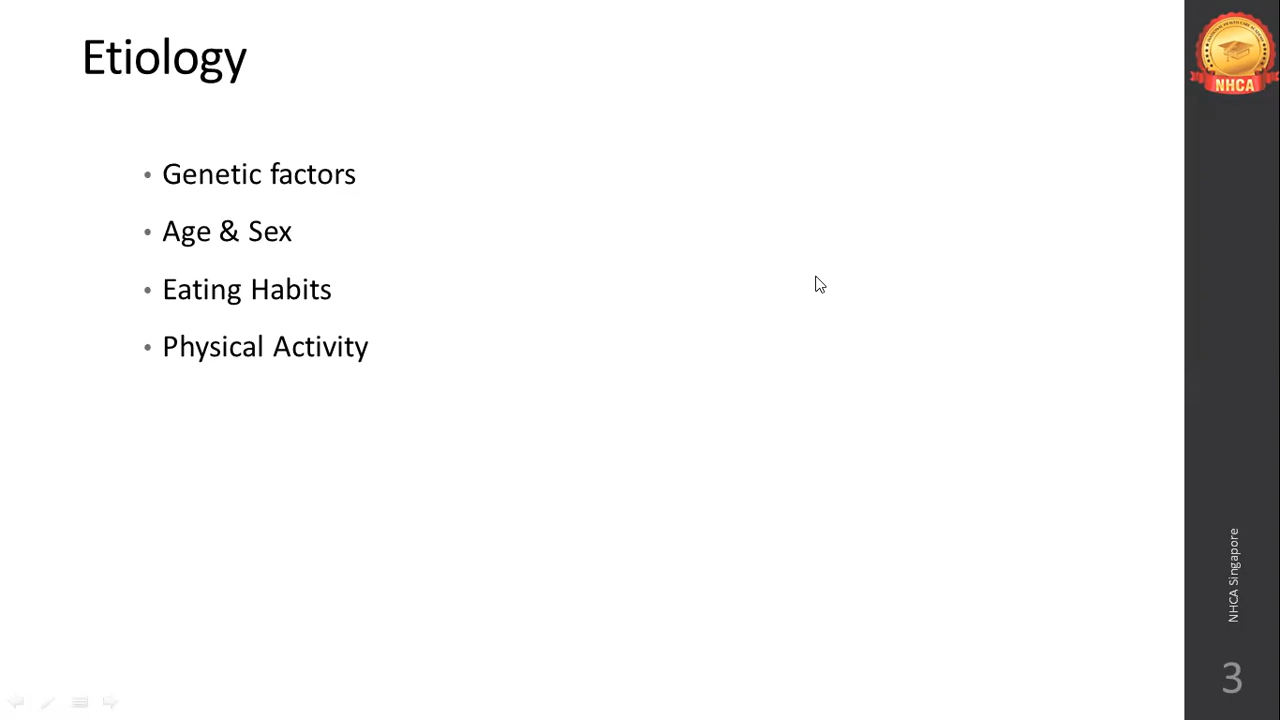 Etiology
• Genetic factors
• Age & Sex
• Eating Habits
• Physical Activity
NHCA
NHCA Singapore
3